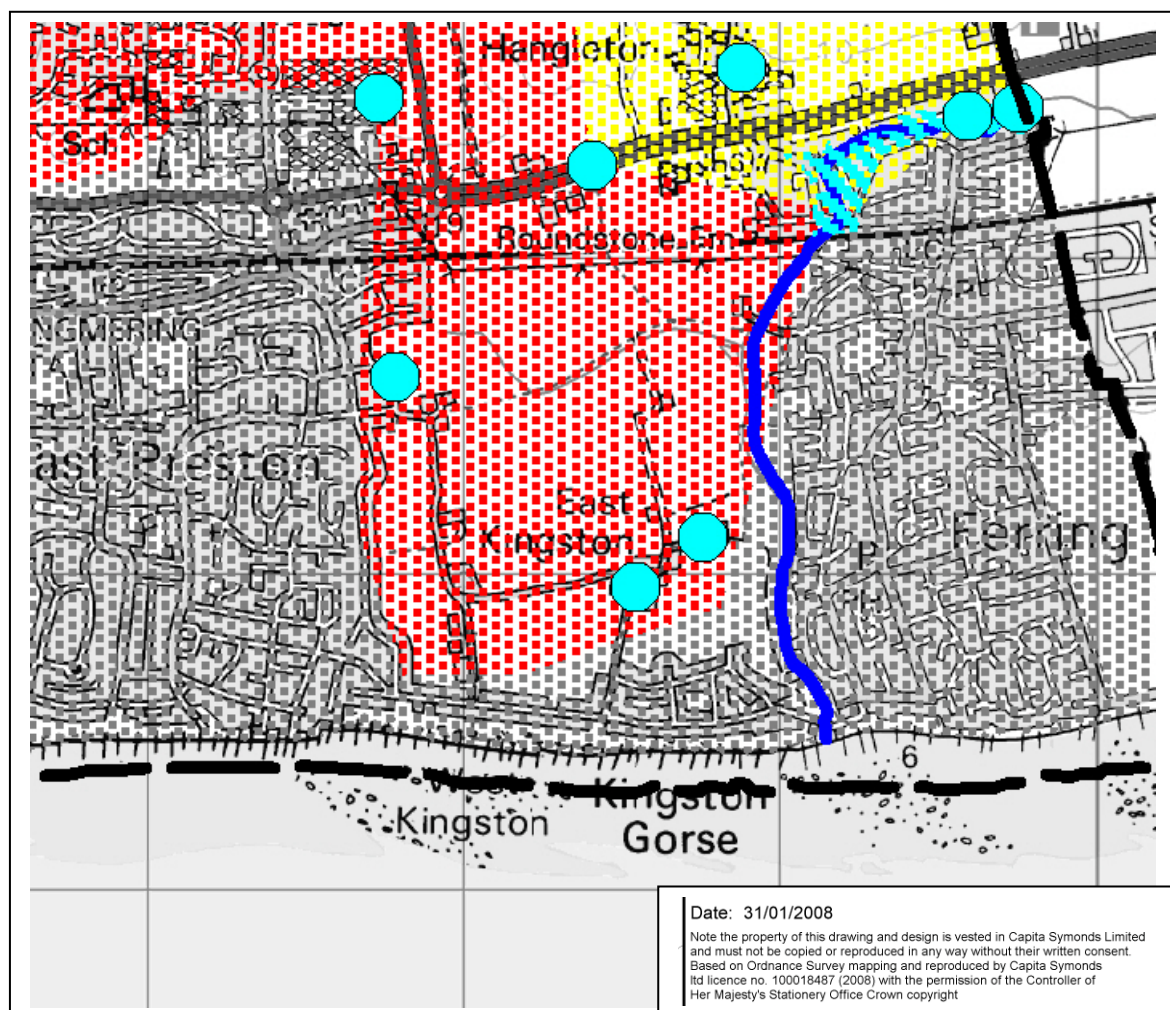 Hangleton
Roundstone Fm
ast Preston
East
Kingston
Ferring
6
West
Kingston
Kingston
Gorse
Date: 31/01/2008
Note the property of this drawing and design is vested in Capita Symonds Limited
and must not be copied or reproduced in any way without their written consent.
Based on Ordnance Survey mapping and reproduced by Capita Symonds
ltd licence no. 100018487 (2008) with the permission of the Controller of
Her Majesty's Stationery Office Crown copyright